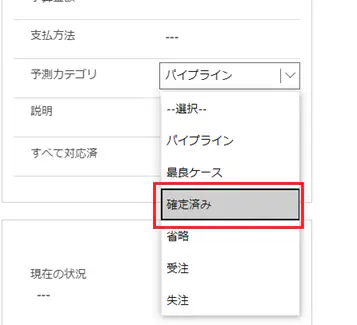 支払方法
---
予測カテゴリ
パイプライン
説明
--選択--
パイプライン
すべて対応済
最良ケース
確定済み
省略
受注
現在の状況
---
失注